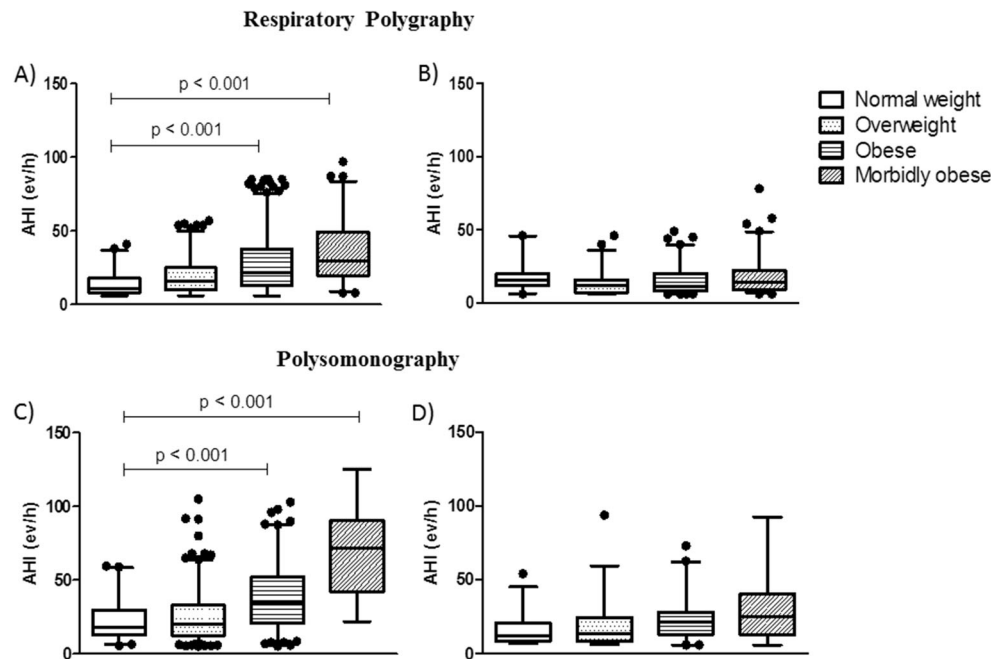 Respiratory Polygraphy
A)
150
100
50
0
AHI (ev/h)
p < 0.001
p < 0.001
B)
150
100
50
0
AHI (ev/h)
Normal weight
Overweight
Obese
Morbidly obese
Polysomonography
C)
150
100
50
0
AHI (ev/h)
p < 0.001
p < 0.001
D)
150
100
50
0
AHI (ev/h)